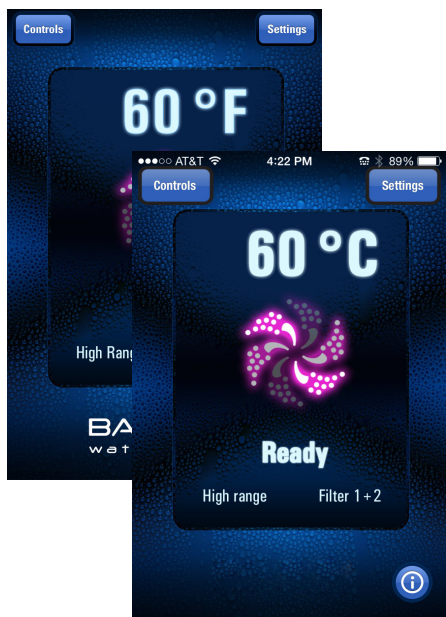 Controls
Settings
60 °F
High Rang
BA
wat
AT&T
4:22 PM
89%
Controls
Settings
60 °C
Ready
High range
Filter 1+2